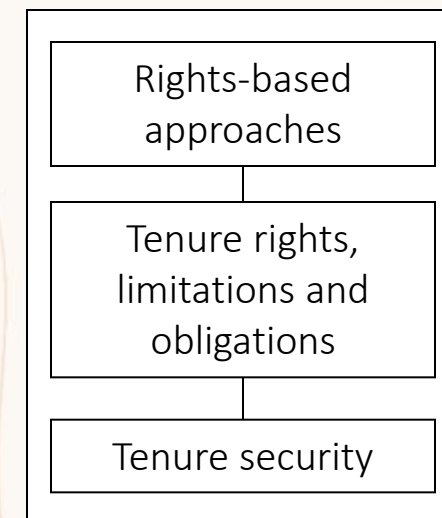 Rights-based
approaches
Tenure rights,
limitations and
obligations
Tenure security